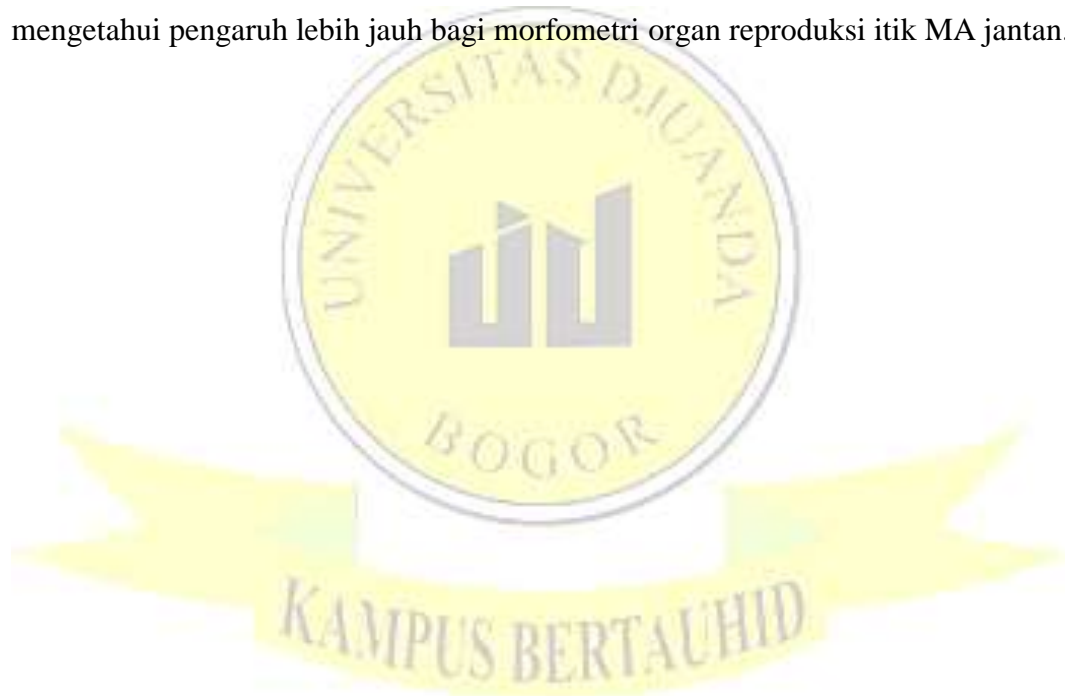 mengetahui pengaruh lebih jauh bagi morfometri organ reproduksi itik MA jantan.
UNIVERSITAS DJUANDA
BOGOR
KAMPUS BERTAUHID